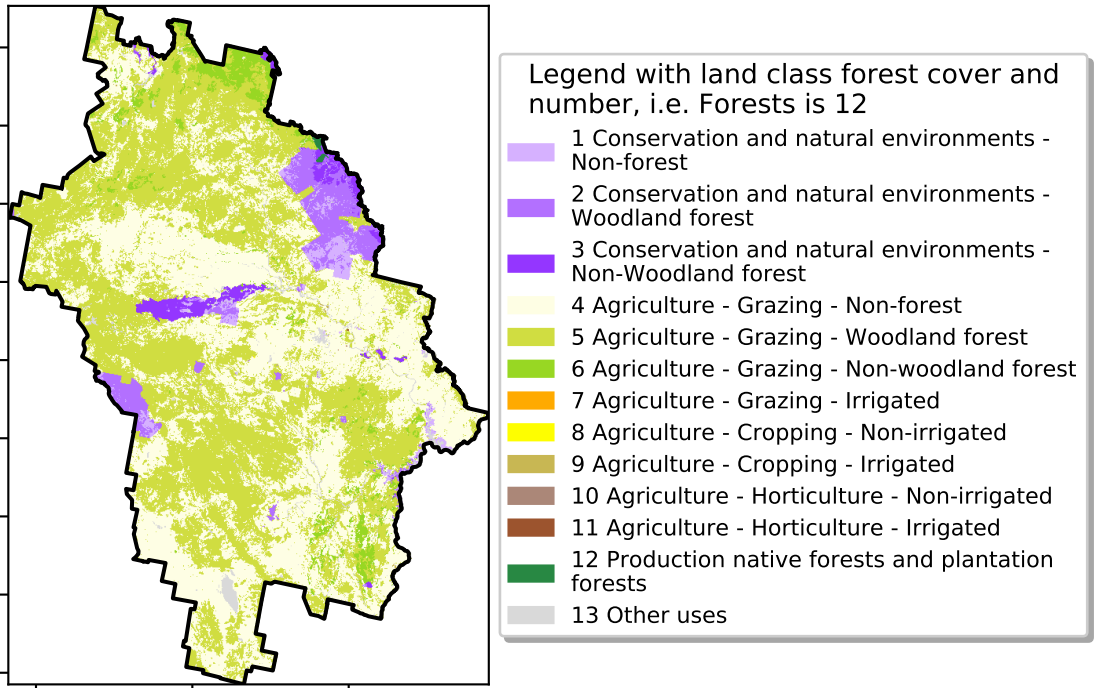 Legend with land class forest cover and
number, i.e. Forests is 12
1 Conservation and natural environments -
Non-forest
2 Conservation and natural environments -
Woodland forest
3 Conservation and natural environments -
Non-Woodland forest
4 Agriculture - Grazing - Non-forest
5 Agriculture - Grazing - Woodland forest
6 Agriculture - Grazing - Non-woodland forest
7 Agriculture - Grazing - Irrigated
8 Agriculture - Cropping - Non-irrigated
9 Agriculture - Cropping - Irrigated
10 Agriculture - Horticulture - Non-irrigated
11 Agriculture - Horticulture - Irrigated
12 Production native forests and plantation
forests
13 Other uses